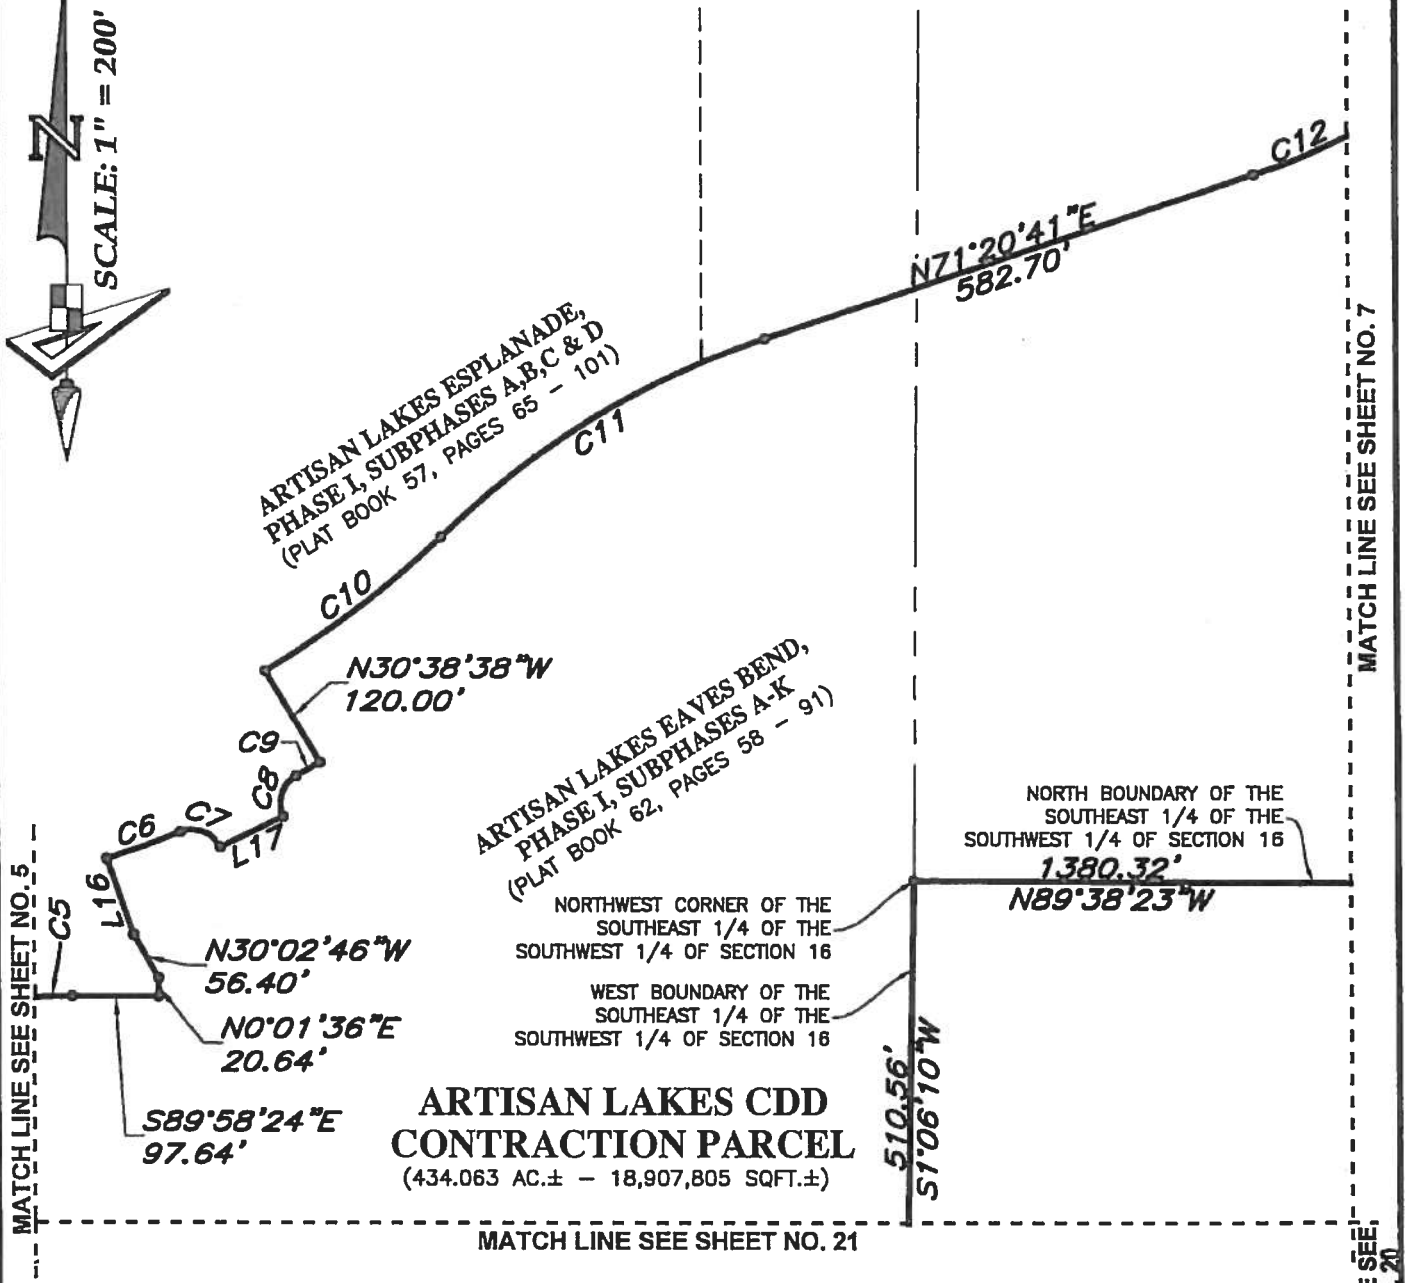 N
SCALE: 1" = 200'
C12
N71°20'41"E
582.70'
ARTISAN LAKES ESPLANADE,
PHASE I, SUBPHASES A,B,C & D
(PLAT BOOK 57, PAGES 65 – 101)
C11
C10
MATCH LINE SEE SHEET NO. 7
N30°38'38"W
120.00'
C9
C8
C7
C6
L17
L16
C5
MATCH LINE SEE SHEET NO. 5
ARTISAN LAKES EAVES BEND,
PHASE I, SUBPHASES A-K
(PLAT BOOK 62, PAGES 58 – 91)
NORTH BOUNDARY OF THE
SOUTHEAST 1/4 OF THE
SOUTHWEST 1/4 OF SECTION 16
1380.32'
N89°38'23"W
NORTHWEST CORNER OF THE
SOUTHEAST 1/4 OF THE
SOUTHWEST 1/4 OF SECTION 16
N30°02'46"W
56.40'
WEST BOUNDARY OF THE
SOUTHEAST 1/4 OF THE
SOUTHWEST 1/4 OF SECTION 16
N0°01'36"E
20.64'
510.56'
S1°06'10"W
S89°58'24"E
97.64'
ARTISAN LAKES CDD
CONTRACTION PARCEL
(434.063 AC.± – 18,907,805 SQFT.±)
MATCH LINE SEE SHEET NO. 21
SEE
20